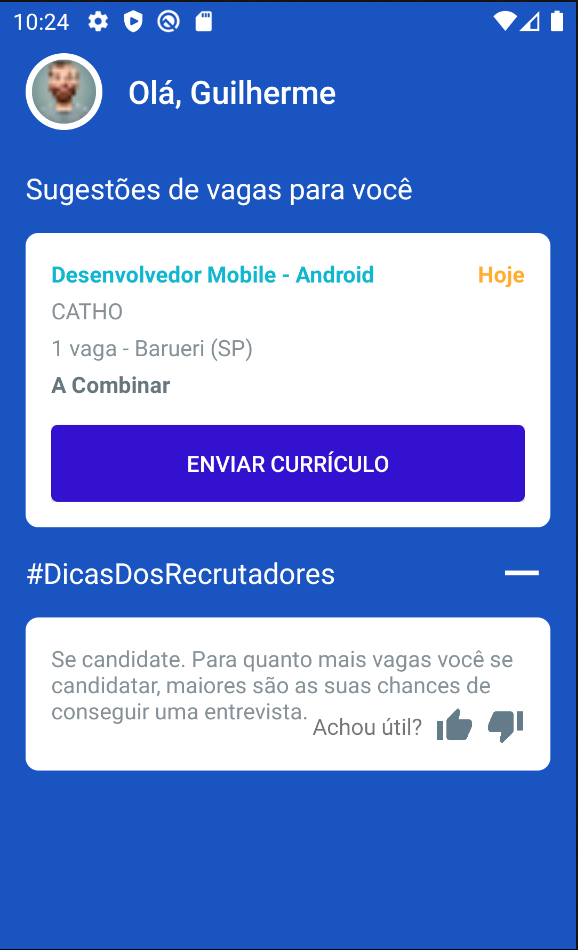 10:24
Olá, Guilherme
Sugestões de vagas para você
Desenvolvedor Mobile - Android Hoje
CATHO
1 vaga - Barueri (SP)
A Combinar
ENVIAR CURRÍCULO
#DicasDosRecrutadores
Se candidate. Para quanto mais vagas você se
candidatar, maiores são as suas chances de
conseguir uma entrevista.
Achou útil?